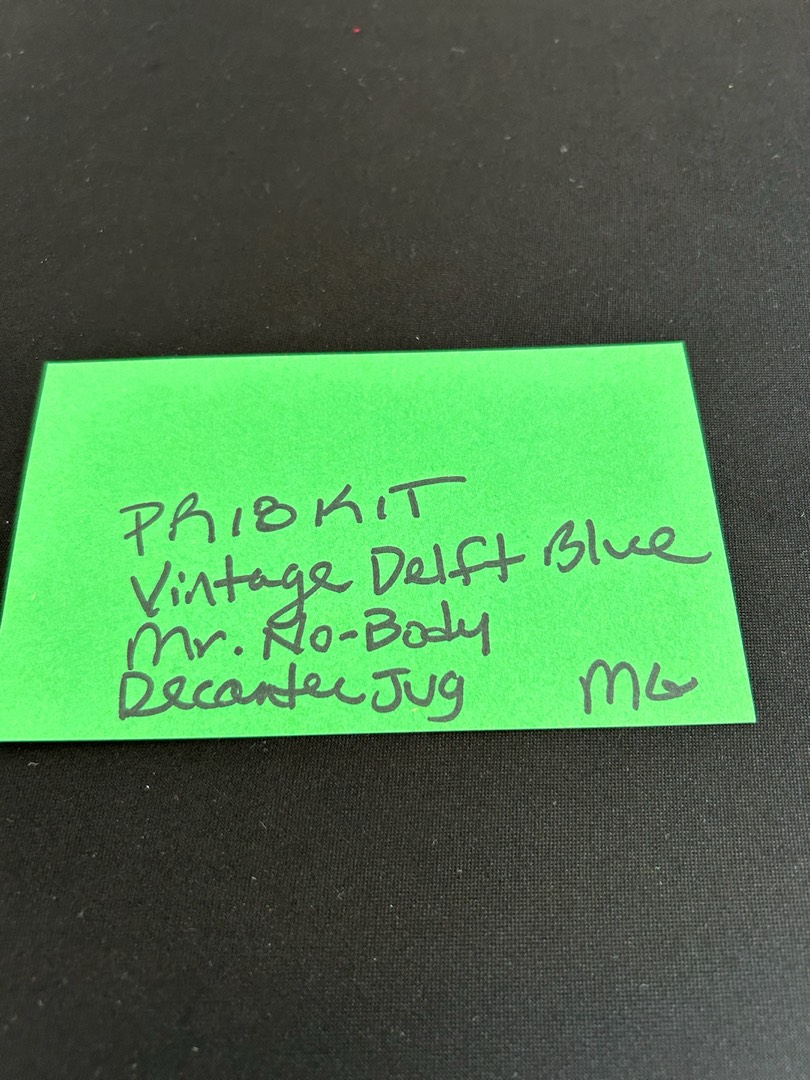 PR18KIT
Vintage Delft Blue
Mr. No-Body
Decanter Jug MG